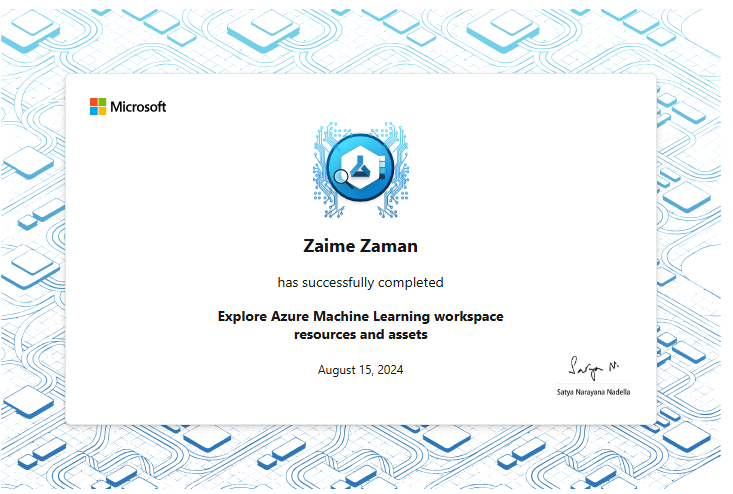 Microsoft
Zaime Zaman
has successfully completed
Explore Azure Machine Learning workspace
resources and assets
August 15, 2024
Satya N.
Satya Narayana Nadella